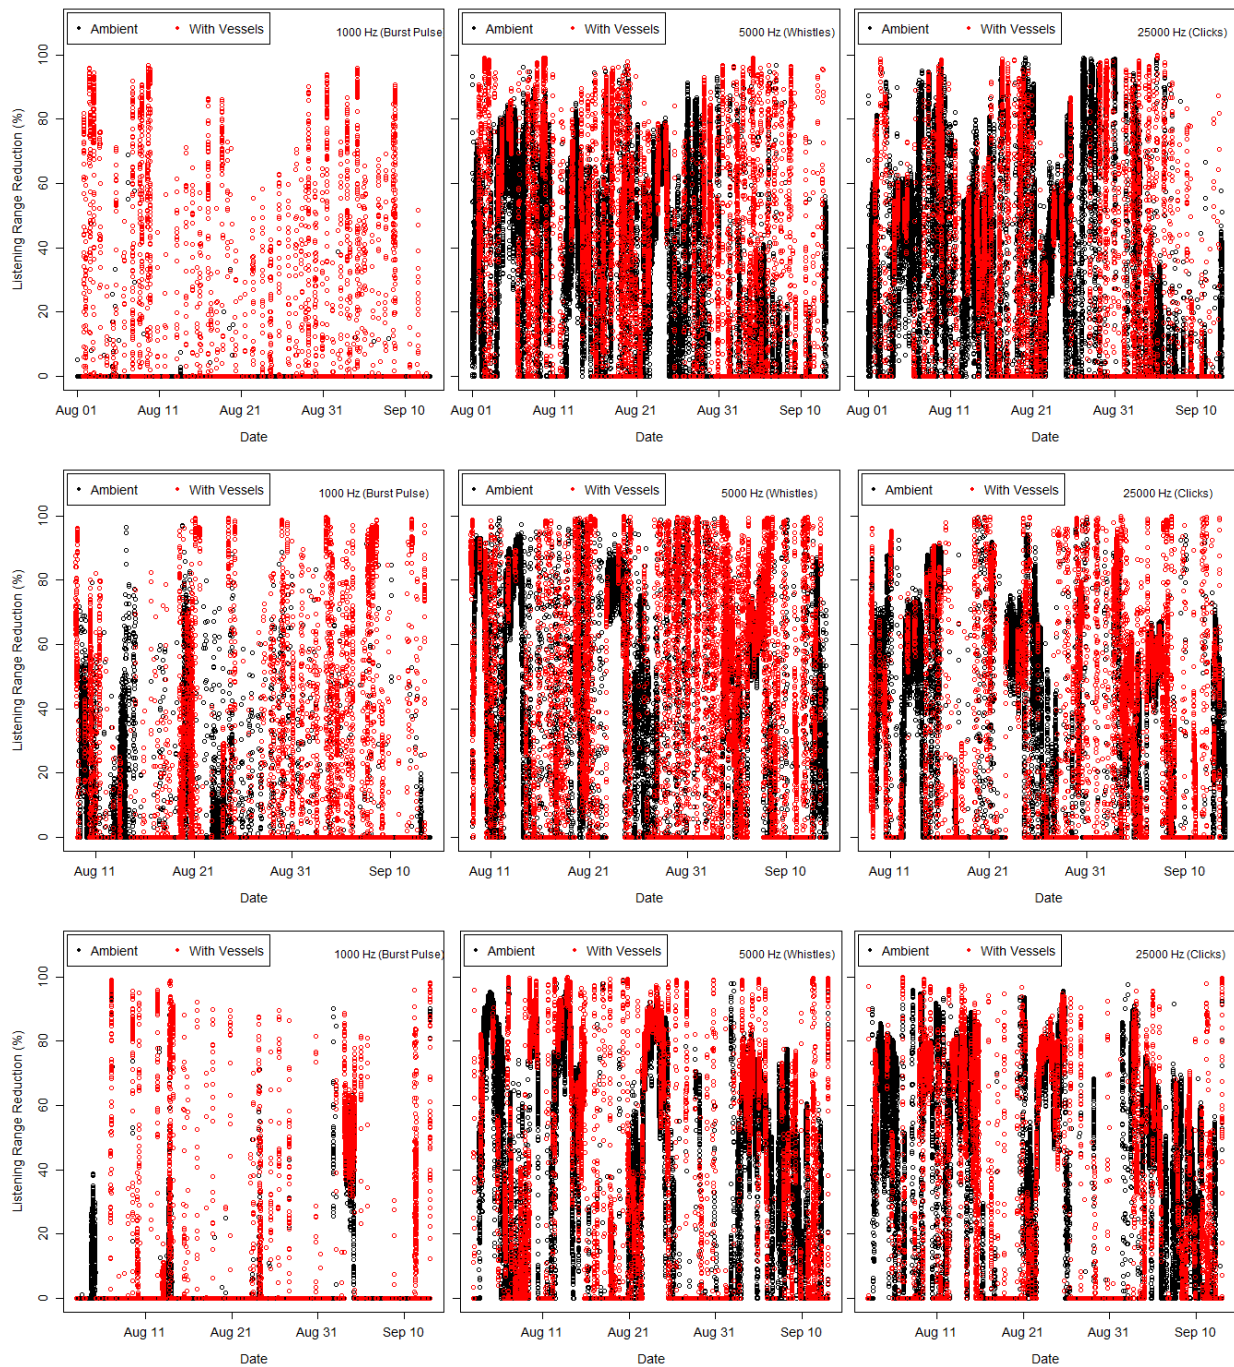 Ambient With Vessels 1000 Hz (Burst Pulse
Ambient With Vessels 5000 Hz (Whistles)
Ambient With Vessels 25000 Hz (Clicks)
Listening Range Reduction (%)
100
80
60
40
20
0
Aug 01 Aug 11 Aug 21 Aug 31 Sep 10
Aug 01 Aug 11 Aug 21 Aug 31 Sep 10
Aug 01 Aug 11 Aug 21 Aug 31 Sep 10
Date
Date
Date
Ambient With Vessels 1000 Hz (Burst Pulse)
Ambient With Vessels 5000 Hz (Whistles)
Ambient With Vessels 25000 Hz (Clicks)
Listening Range Reduction (%)
100
80
60
40
20
0
Aug 11 Aug 21 Aug 31 Sep 10
Aug 11 Aug 21 Aug 31 Sep 10
Aug 11 Aug 21 Aug 31 Sep 10
Date
Date
Date
Ambient With Vessels 1000 Hz (Burst Pulse)
Ambient With Vessels 5000 Hz (Whistles)
Ambient With Vessels 25000 Hz (Clicks)
Listening Range Reduction (%)
100
80
60
40
20
0
Aug 11 Aug 21 Aug 31 Sep 10
Aug 11 Aug 21 Aug 31 Sep 10
Aug 11 Aug 21 Aug 31 Sep 10
Date
Date
Date